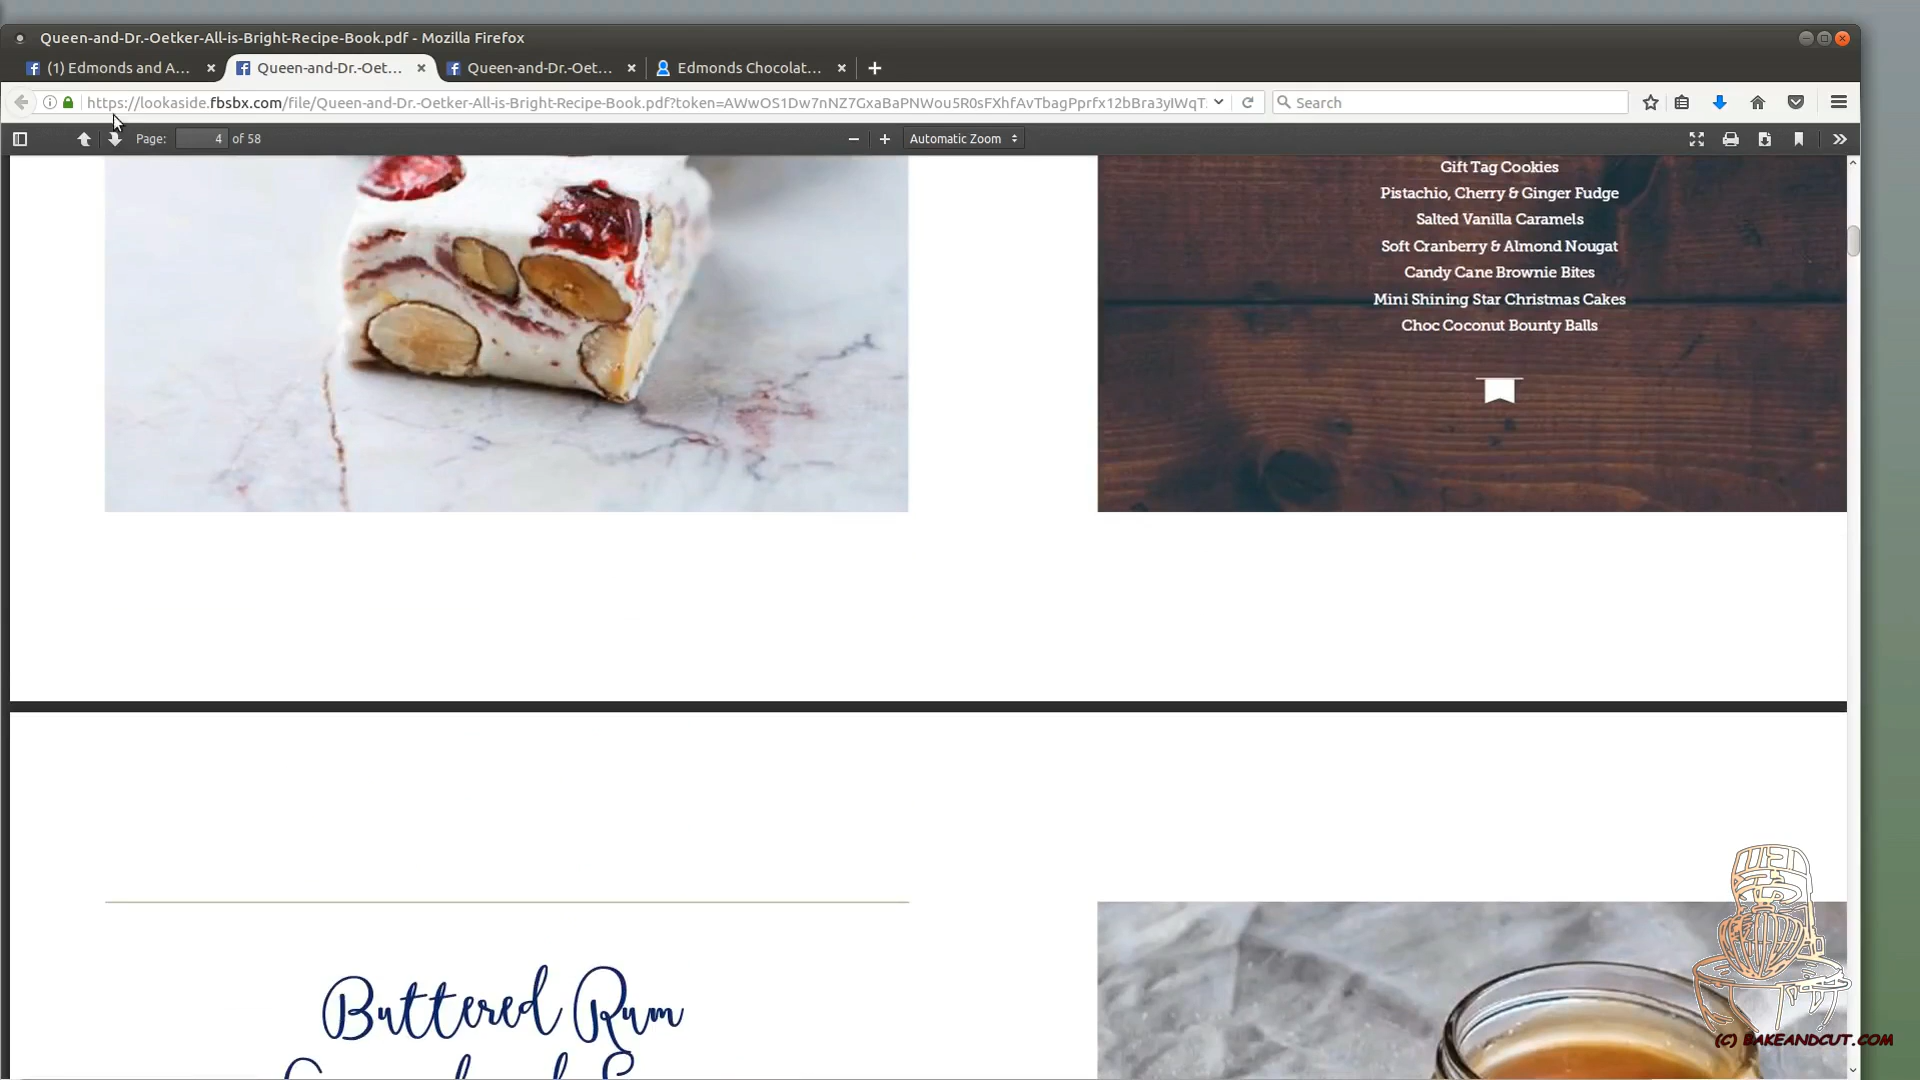 Queen-and-Dr.-Oetker-All-is-Bright-Recipe-Book.pdf - Mozilla Firefox
(1) Edmonds and A...
Queen-and-Dr.-Oet...
Queen-and-Dr.-Oet...
Edmonds Chocolat...
https://lookaside.fbsbx.com/file/Queen-and-Dr.-Oetker-All-is-Bright-Recipe-Book.pdf?token=AWwOS1Dw7nNZ7GxaBaPNWou5R0sFXhfAvTbagPprfx12bBra3yIWqT
Search
Page: 4 of 58
Automatic Zoom
Gift Tag Cookies
Pistachio, Cherry & Ginger Fudge
Salted Vanilla Caramels
Soft Cranberry & Almond Nougat
Candy Cane Brownie Bites
Mini Shining Star Christmas Cakes
Choc Coconut Bounty Balls
Buttered Rum
(C) BAKEANDCUT.COM